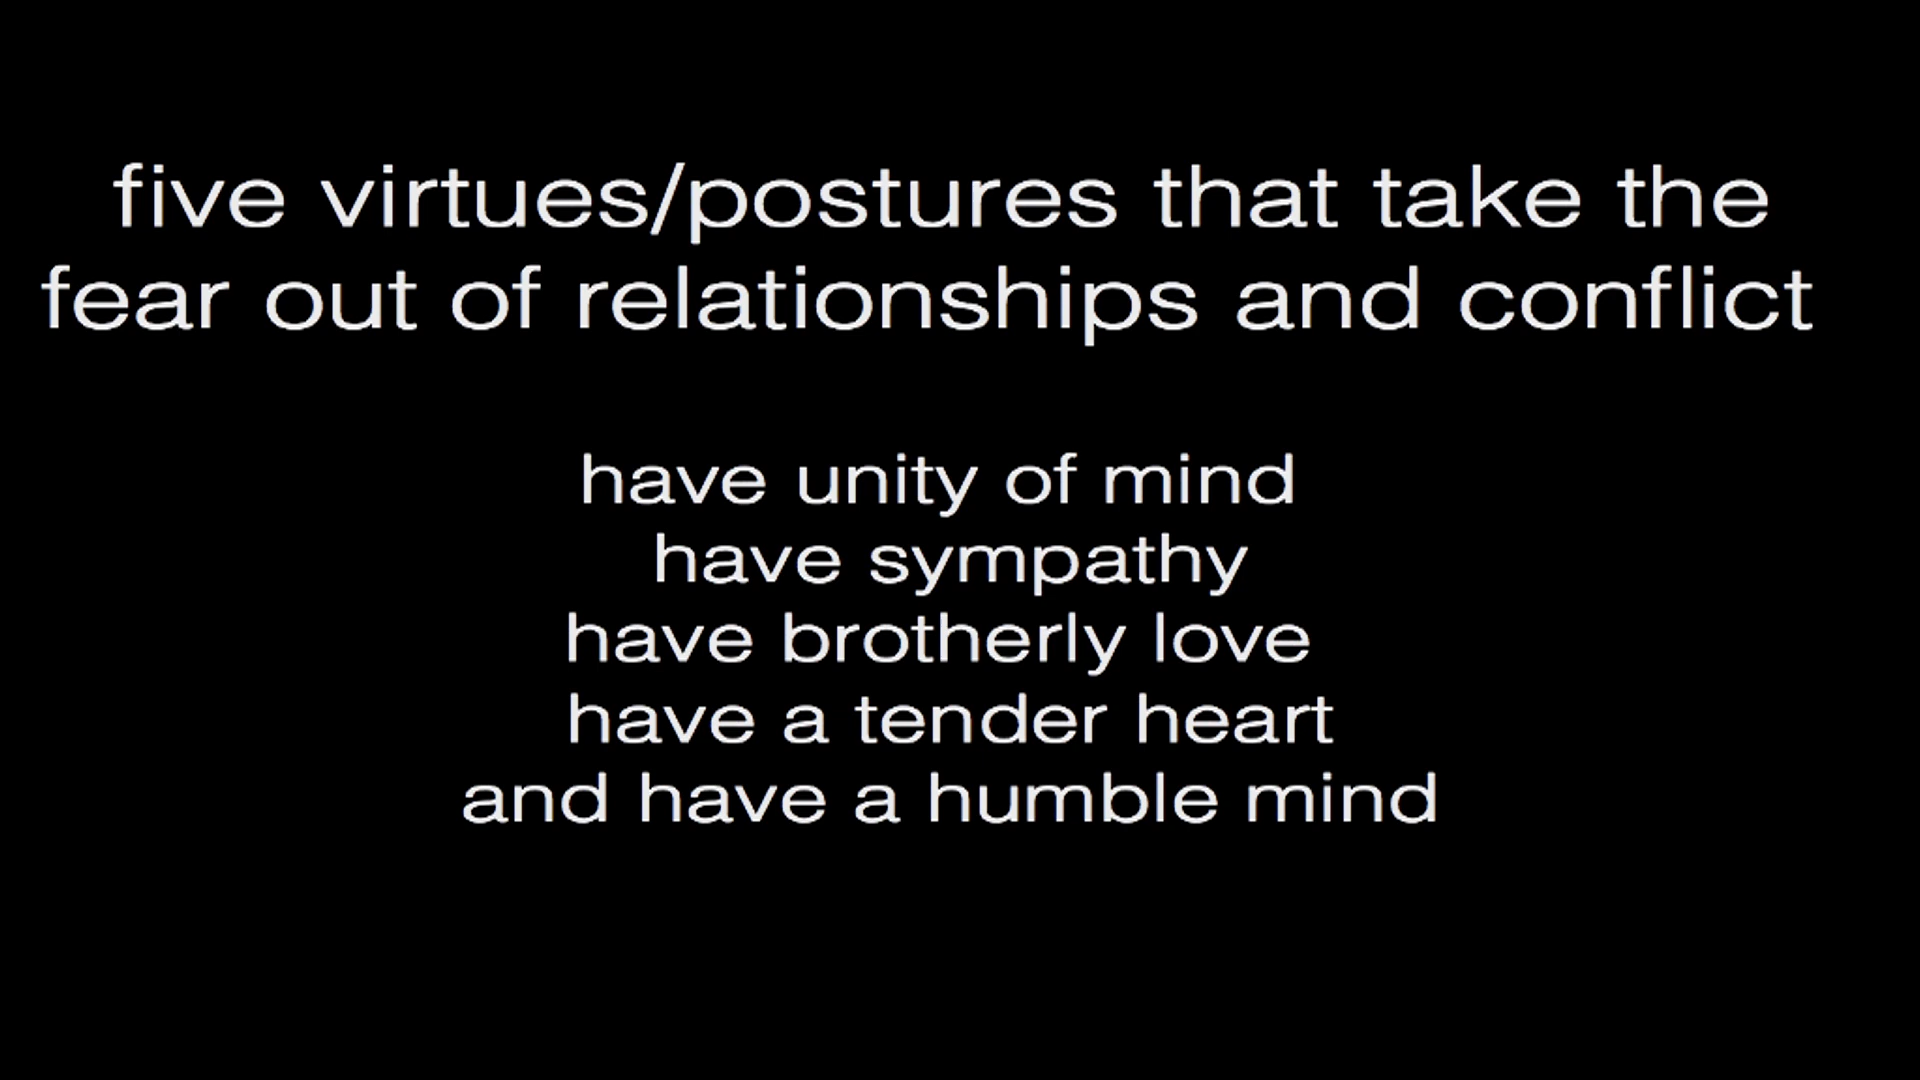 five virtues/postures that take the
fear out of relationships and conflict
have unity of mind
have sympathy
have brotherly love
have a tender heart
and have a humble mind